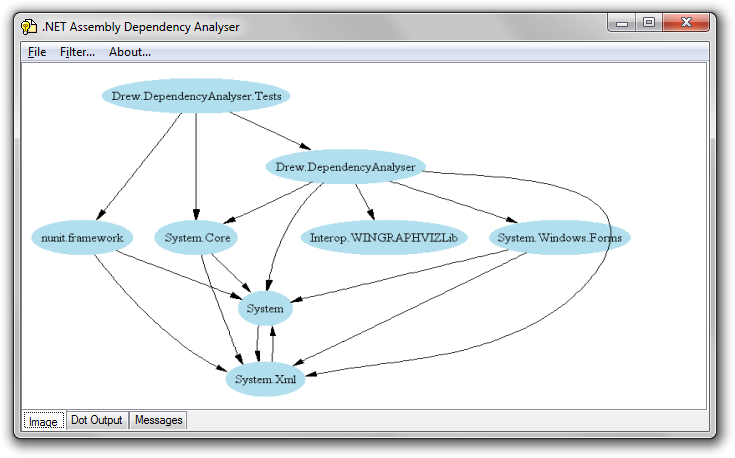 .NET Assembly Dependency Analyser
File Filter... About...
Drew.DependencyAnalyser.Tests
Drew.DependencyAnalyser
nunit.framework System.Core Interop.WINGRAPHVIZLib System.Windows.Forms
System
System.Xml
Image Dot Output Messages